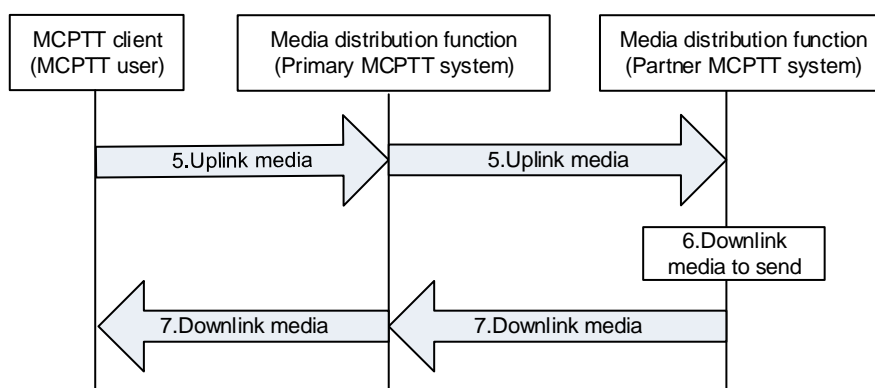 MCPTT client
(MCPTT user)
Media distribution function
(Primary MCPTT system)
Media distribution function
(Partner MCPTT system)
5.Uplink media
5.Uplink media
6.Downlink
media to send
7.Downlink media
7.Downlink media